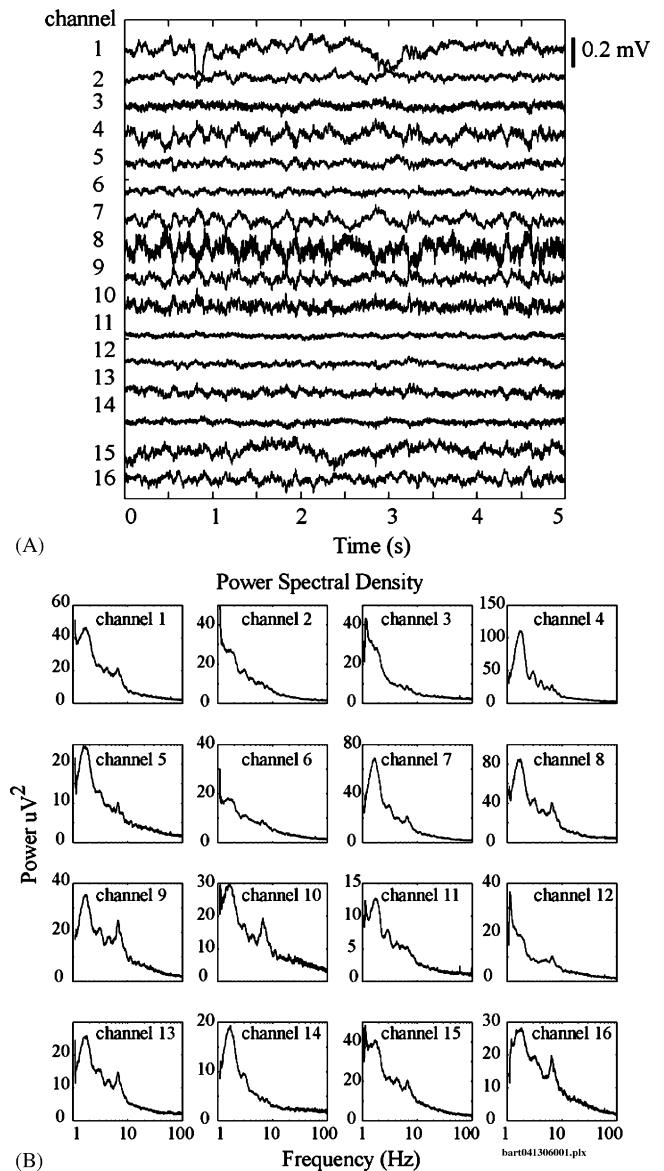 channel
1
0.2 mV
2
3
4
5
6
7
8
9
10
11
12
13
14
15
16
0 1 2 3 4 5
(A) Time (s)
Power Spectral Density
60 40 20 0 channel 1
40 20 0 channel 2
40 20 0 channel 3
150 100 50 0 channel 4
20 10 0 channel 5
40 20 0 channel 6
80 60 40 20 0 channel 7
80 40 0 channel 8
40 20 0 channel 9
30 20 10 0 channel 10
15 10 5 0 channel 11
40 20 0 channel 12
20 10 0 channel 13
20 10 0 channel 14
40 20 0 channel 15
30 20 10 0 channel 16
Power uV2
1 10 100 1 10 100 1 10 100 1 10 100
bart041306001.plx
(B) Frequency (Hz)